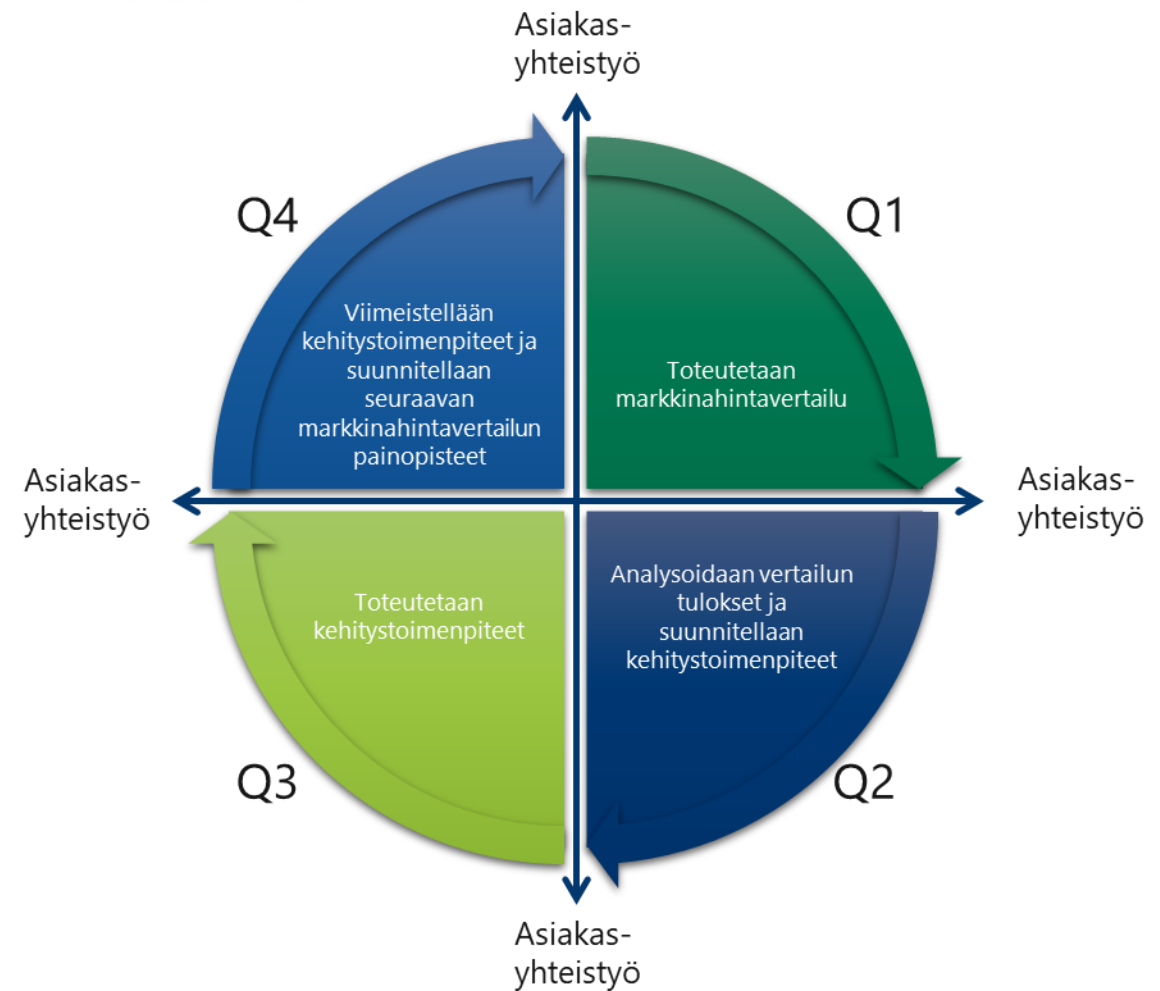 Asiakas-
yhteistyö
Q4
Q1
Viimeistellään
kehitystoimenpiteet ja
suunnitellaan
seuraavan
markkinahintavertailun
painopisteet
Toteutetaan
markkinahintavertailu
Asiakas-
yhteistyö
Asiakas-
yhteistyö
Toteutetaan
kehitystoimenpiteet
Analysoidaan vertailun
tulokset ja
suunnitellaan
kehitystoimenpiteet
Q3
Q2
Asiakas-
yhteistyö